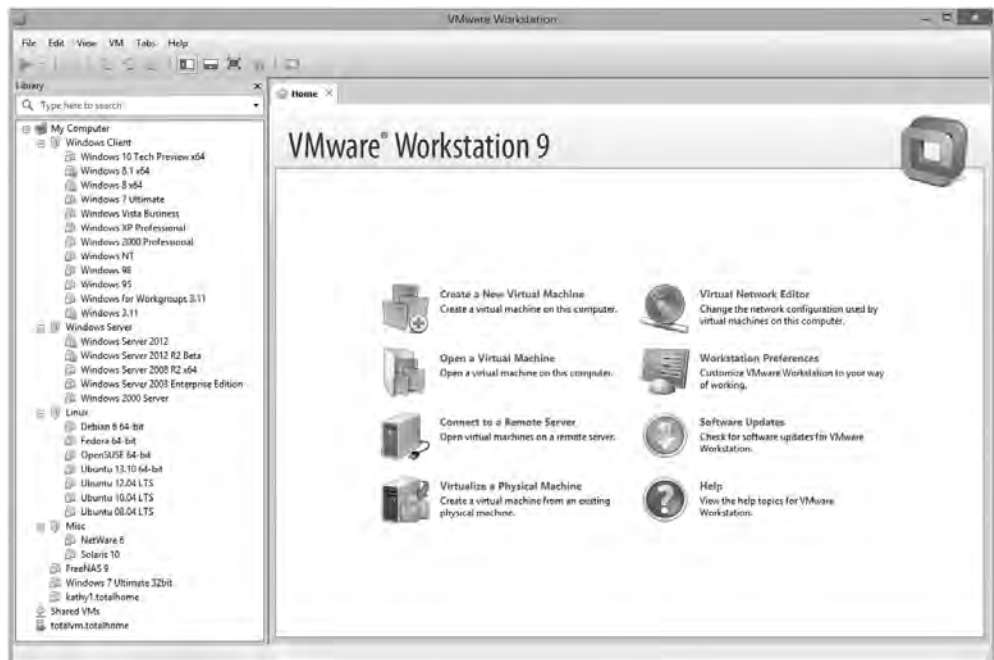 VMware Workstation
File Edit View VM Tabs Help
Library
Type here to search
Home
My Computer
Windows Client
Windows 10 Tech Preview x64
Windows 8.1 x64
Windows 8 x64
Windows 7 Ultimate
Windows Vista Business
Windows XP Professional
Windows 2000 Professional
Windows NT
Windows 98
Windows 95
Windows for Workgroups 3.11
Windows 3.11
Windows Server
Windows Server 2012
Windows Server 2012 R2 Beta
Windows Server 2008 R2 x64
Windows Server 2003 Enterprise Edition
Windows 2000 Server
Linux
Debian 6 64-bit
Fedora 64-bit
OpenSUSE 64-bit
Ubuntu 13.10 64-bit
Ubuntu 12.04 LTS
Ubuntu 10.04 LTS
Ubuntu 08.04 LTS
Misc
NetWare 6
Solaris 10
FreeNAS 9
Windows 7 Ultimate 32bit
kathy1.totalhome
Shared VMs
totalvm.totalhome
VMware® Workstation 9
Create a New Virtual Machine
Create a virtual machine on this computer.
Open a Virtual Machine
Open a virtual machine on this computer.
Connect to a Remote Server
Open virtual machines on a remote server.
Virtualize a Physical Machine
Create a virtual machine from an existing
physical machine.
Virtual Network Editor
Change the network configuration used by
virtual machines on this computer.
Workstation Preferences
Customize VMware Workstation to your way
of working.
Software Updates
Check for software updates for VMware
Workstation.
Help
View the help topics for VMware
Workstation.